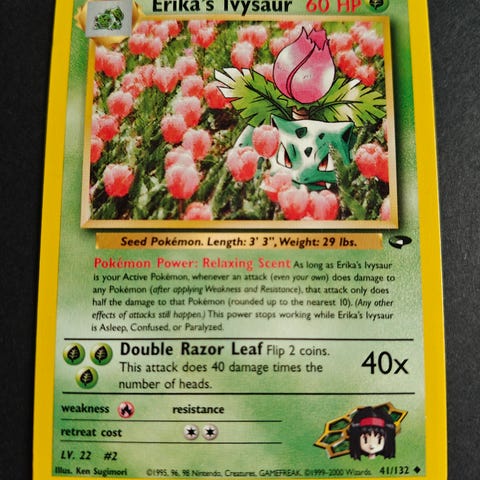 Erika's Ivysaur 60 HP
Seed Pokémon. Length: 3' 3", Weight: 29 lbs.
Pokémon Power: Relaxing Scent As long as Erika's Ivysaur
is your Active Pokémon, whenever an attack (even your own) does damage to
any Pokémon (after applying Weakness and Resistance), that attack only does
half the damage to that Pokémon (rounded up to the nearest 10). (Any other
effects of attacks still happen.) This power stops working while Erika's Ivysaur
is Asleep, Confused, or Paralyzed.
Double Razor Leaf Flip 2 coins.
This attack does 40 damage times the
number of heads.
40x
weakness resistance
retreat cost
LV. 22 #2
Illus. Ken Sugimori ©1995, 96, 98 Nintendo, Creatures, GAMEFREAK. ©1999-2000 Wizards. 41/132